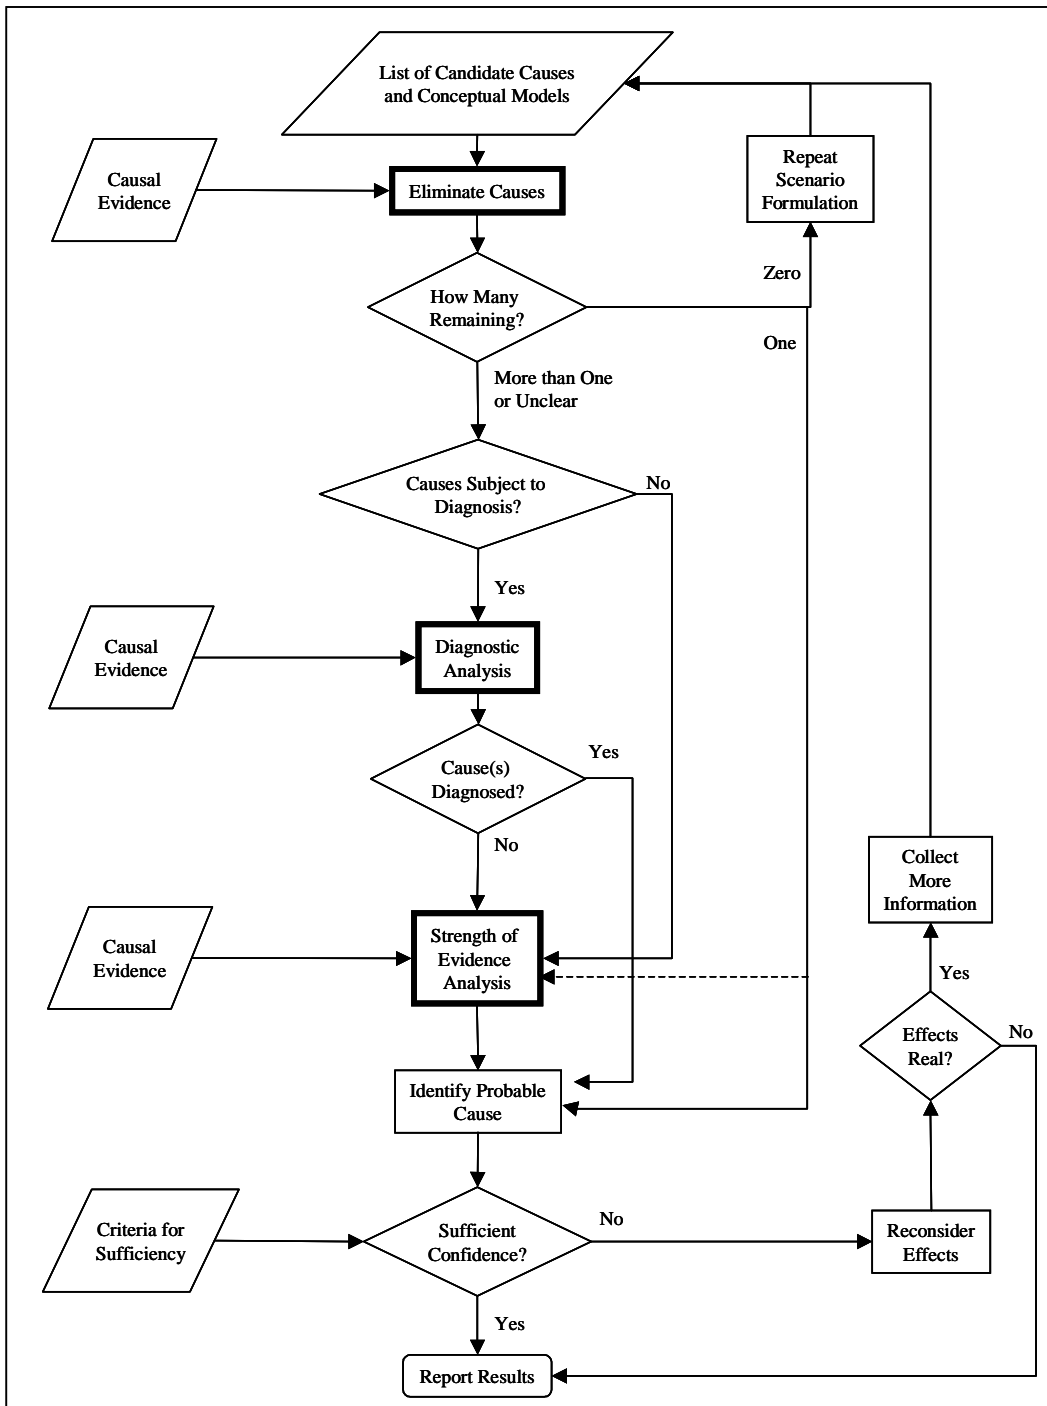 List of Candidate Causes
and Conceptual Models
Causal
Evidence
Eliminate Causes
Repeat
Scenario
Formulation
Zero
How Many
Remaining?
One
More than One
or Unclear
Causes Subject to
Diagnosis?
No
Yes
Causal
Evidence
Diagnostic
Analysis
Yes
Cause(s)
Diagnosed?
No
Collect
More
Information
Causal
Evidence
Strength of
Evidence
Analysis
Yes
Effects
Real?
No
Identify Probable
Cause
Criteria for
Sufficiency
Sufficient
Confidence?
No
Reconsider
Effects
Yes
Report Results